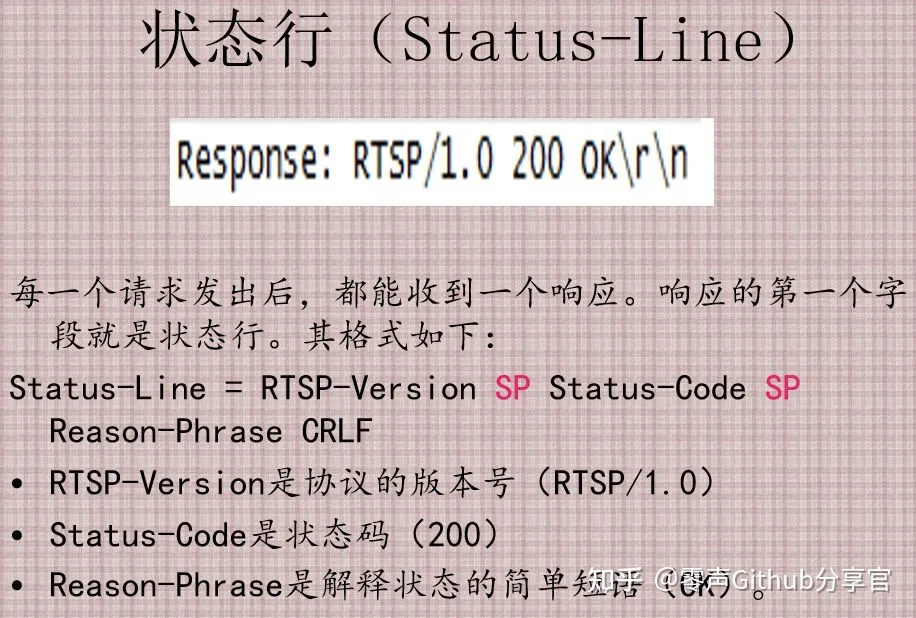 状态行（Status-Line）
Response: RTSP/1.0 200 OK\r\n
每一个请求发出后，都能收到一个响应。响应的第一个字
段就是状态行。其格式如下：
Status-Line = RTSP-Version SP Status-Code SP
Reason-Phrase CRLF
• RTSP-Version是协议的版本号（RTSP/1.0）
• Status-Code是状态码（200）
• Reason-Phrase是解释状态的简单短话（OK）。
知乎 @零声Github分享官